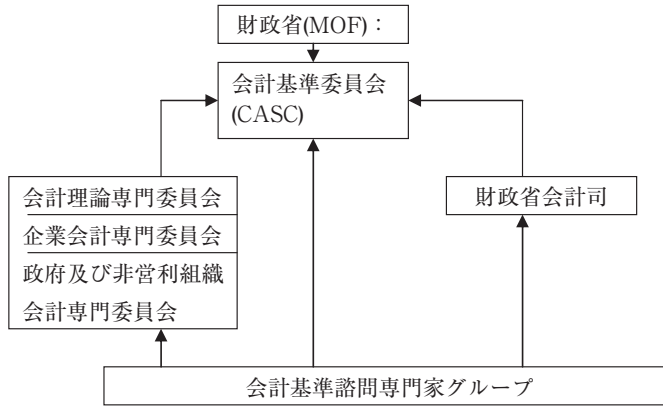 財政省(MOF)：
会計基準委員会
(CASC)
会計理論専門委員会
企業会計専門委員会
政府及び非営利組織
会計専門委員会
財政省会計司
会計基準諮問専門家グループ